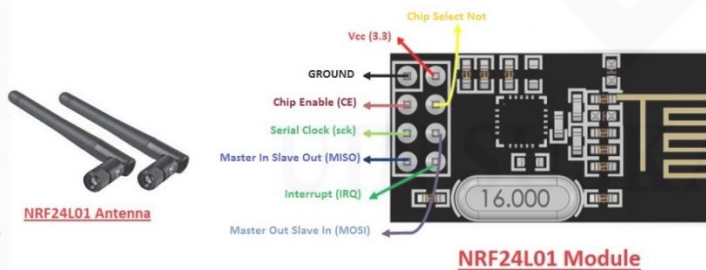 Chip Select Not
Vcc (3.3)
GROUND
Chip Enable (CE)
Serial Clock (sck)
Master In Slave Out (MISO)
Interrupt (IRQ)
Master Out Slave In (MOSI)
16.000
NRF24L01 Antenna
NRF24L01 Module